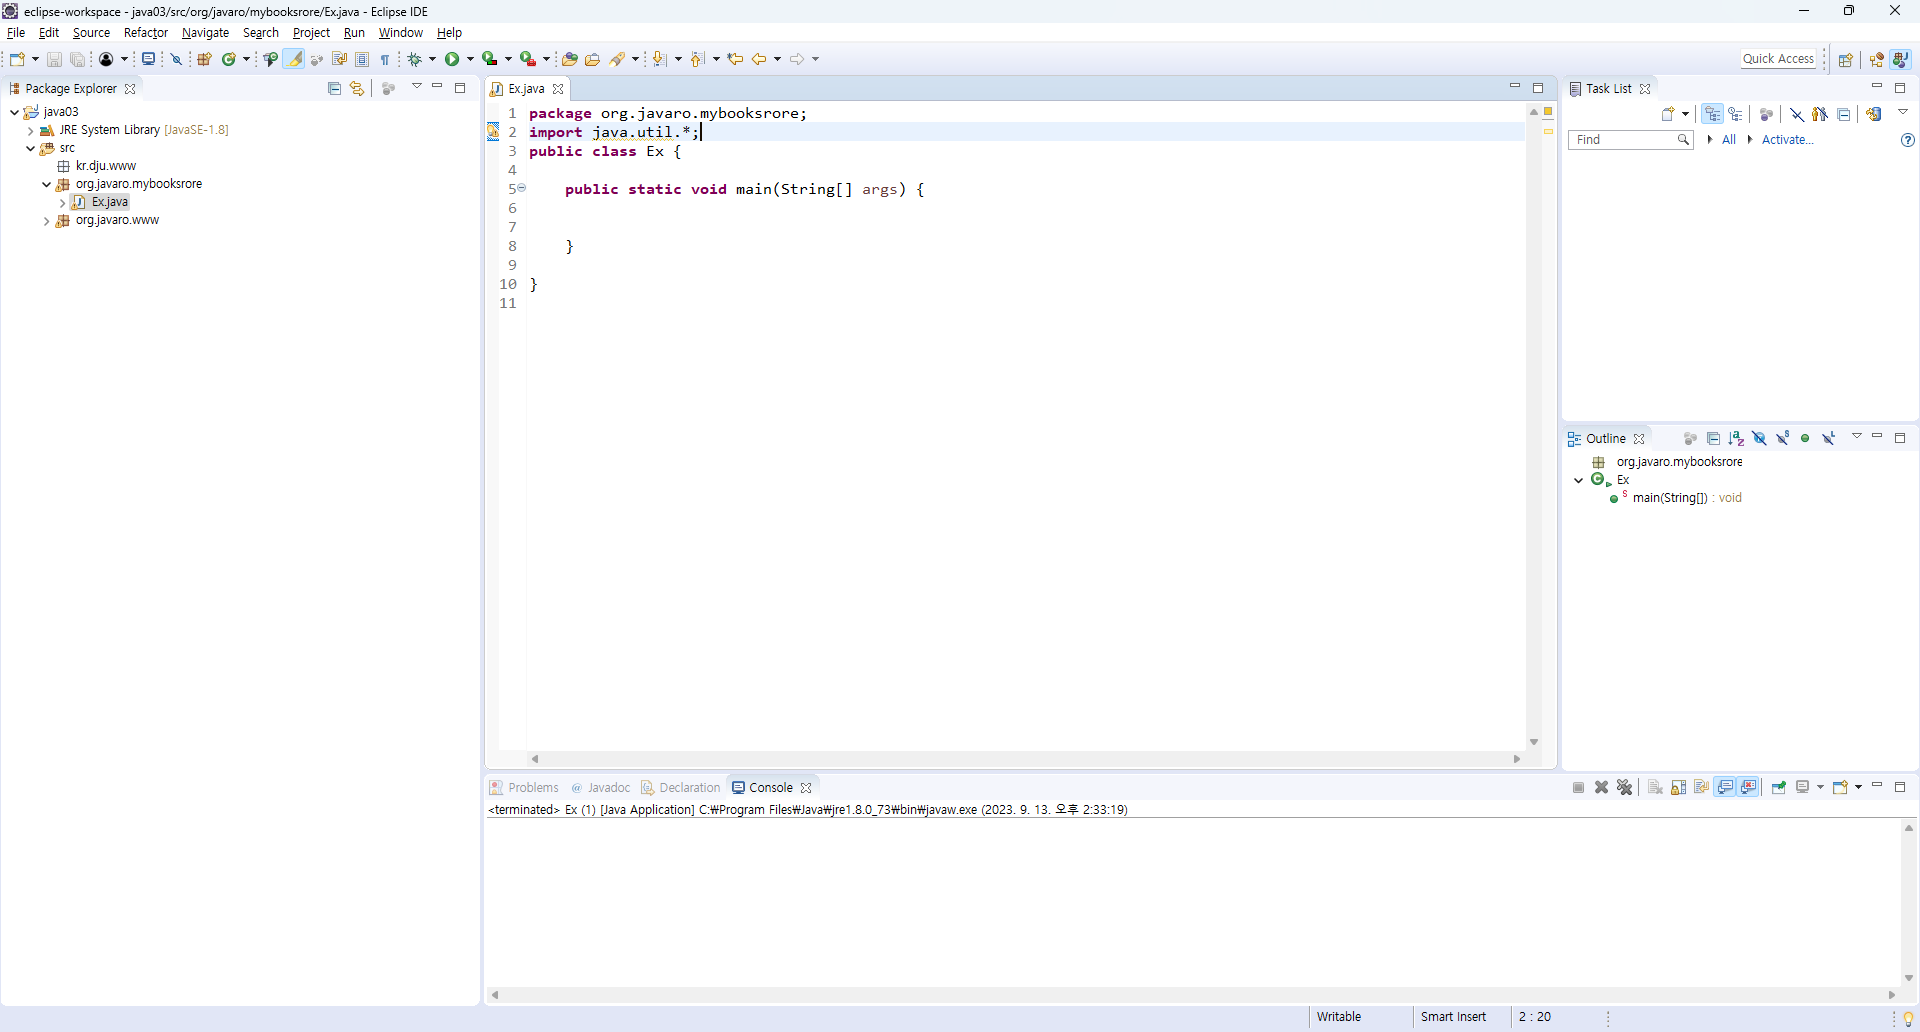 eclipse-workspace - java03/src/org/javaro/mybooksrore/Ex.java - Eclipse IDE
File Edit Source Refactor Navigate Search Project Run Window Help
Quick Access
Package Explorer
java03
JRE System Library [JavaSE-1.8]
src
kr.dju.www
org.javaro.mybooksrore
Ex.java
org.javaro.www
Ex.java
1 package org.javaro.mybooksrore;
2 import java.util.*;
3 public class Ex {
4
5 public static void main(String[] args) {
6
7
8 }
9
10 }
11
Task List
Find All Activate...
Outline
org.javaro.mybooksrore
Ex
main(String[]) : void
Problems Javadoc Declaration Console
<terminated> Ex (1) [Java Application] C:₩Program Files₩Java₩jre1.8.0_73₩bin₩javaw.exe (2023. 9. 13. 오후 2:33:19)
Writable Smart Insert 2 : 20